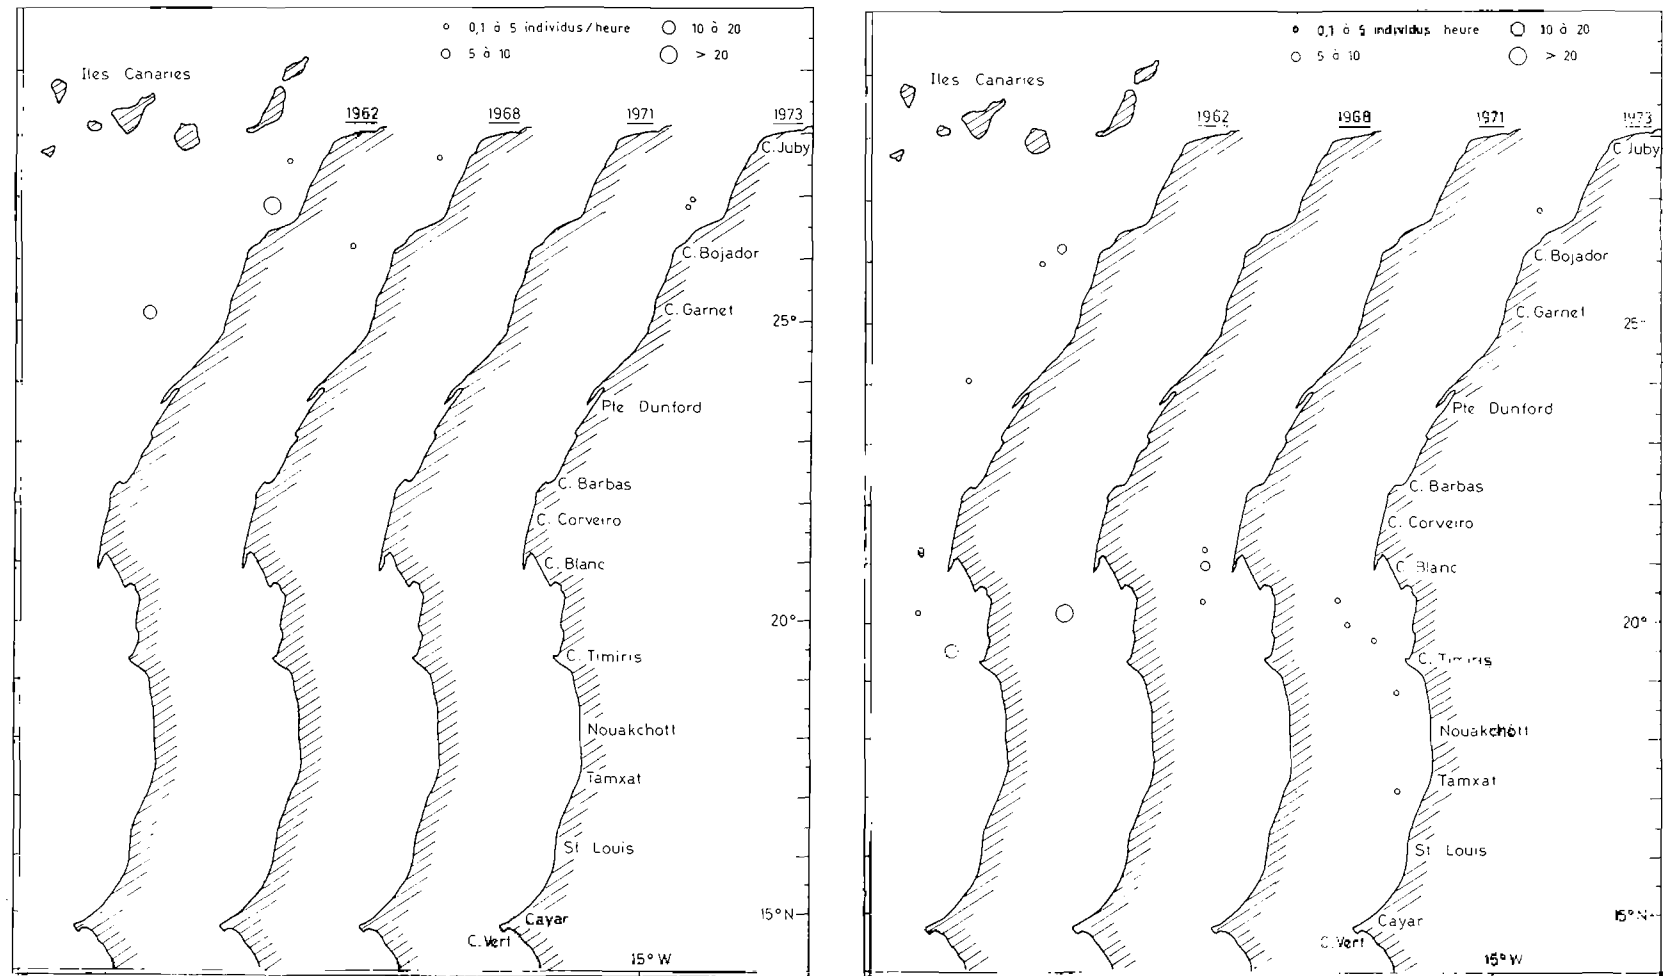 0,1 à 5 individus/heure
10 à 20
5 à 10
> 20
Iles Canaries
1962
1968
1971
1973
C. Juby
C. Bojador
C. Garnet
25°
Pte Dunford
C. Barbas
C. Corveiro
C. Blanc
20°
C. Timiris
Nouakchott
Tamxat
St Louis
15° N
Cayar
C. Vert
15° W
0,1 à 5 individus heure
10 à 20
5 à 10
> 20
Iles Canaries
1962
1968
1971
1973
C Juby
C. Bojador
C. Garnet
25°
Pte Dunford
C. Barbas
C. Corveiro
C Blanc
20°
C. Timiris
Nouakchott
Tamxat
St Louis
15° N
Cayar
C. Vert
15° W